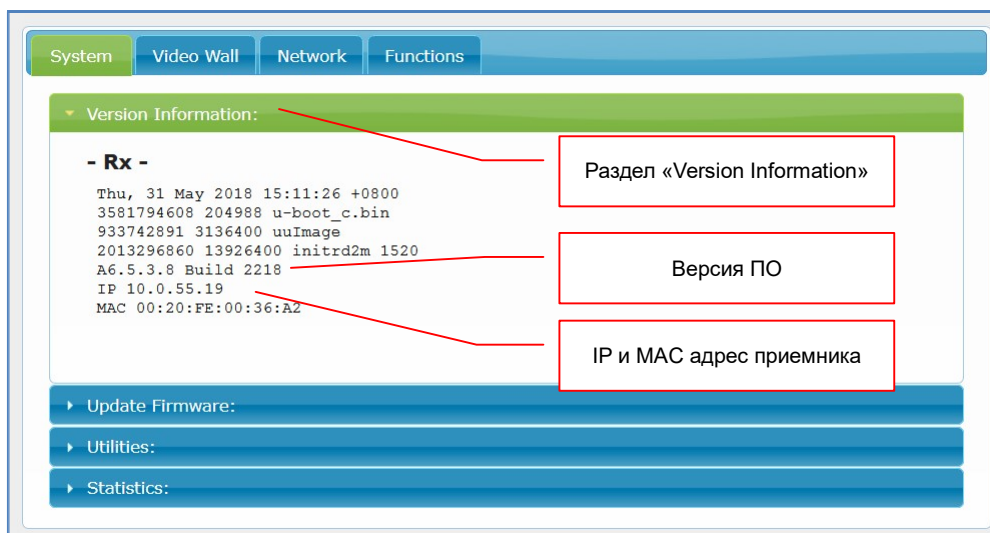 System Video Wall Network Functions
Version Information:
- Rx -
Thu, 31 May 2018 15:11:26 +0800
3581794608 204988 u-boot_c.bin
933742891 3136400 uuImage
2013296860 13926400 initrd2m 1520
A6.5.3.8 Build 2218
IP 10.0.55.19
MAC 00:20:FE:00:36:A2
Раздел «Version Information»
Версия ПО
IP и MAC адрес приемника
Update Firmware:
Utilities:
Statistics: